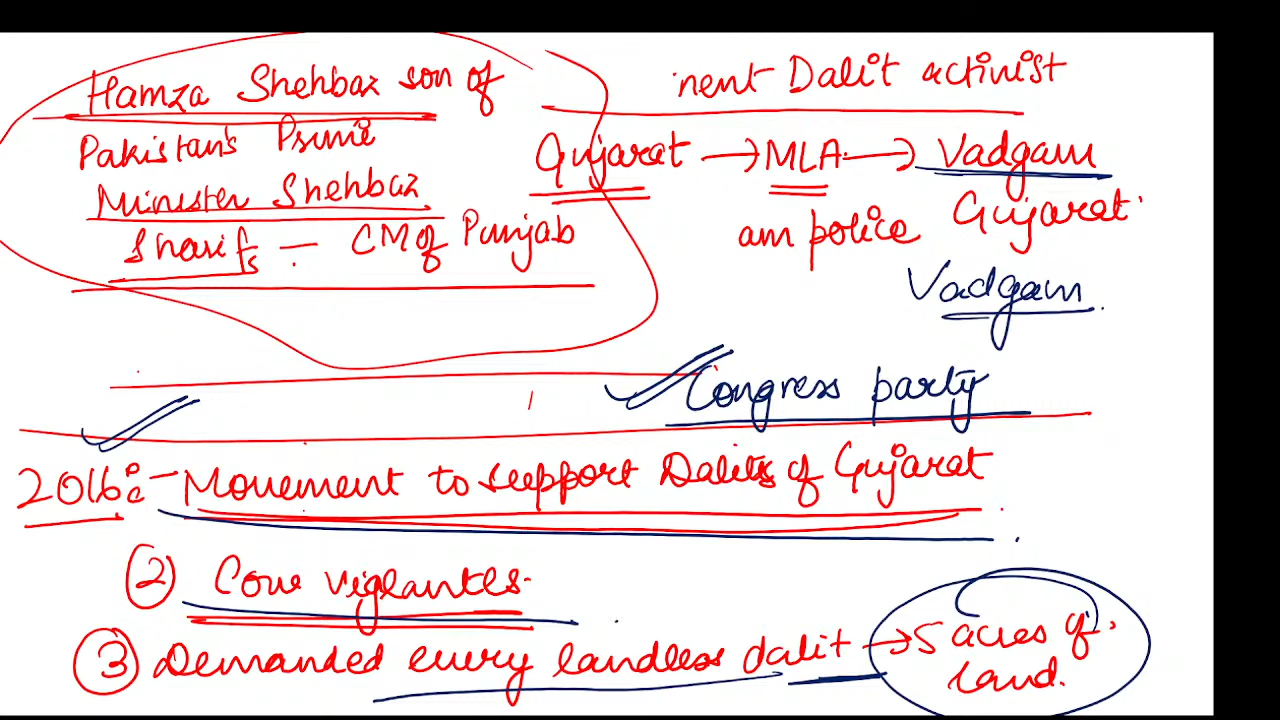 Hamza Shehbaz son of
Pakistan's Prime
Minister Shehbaz
Sharif's – CM of Punjab
nent Dalit activist
Gujarat → MLA → Vadgam
Gujarat
am police
Vadgam
Congress party
2016:- Movement to support Dalits of Gujarat
② Cow vigelantes.
③ Demanded every landless dalit → 5 acres of
land.